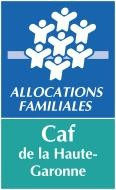 ALLOCATIONS
FAMILIALES
Caf
de la Haute-
Garonne